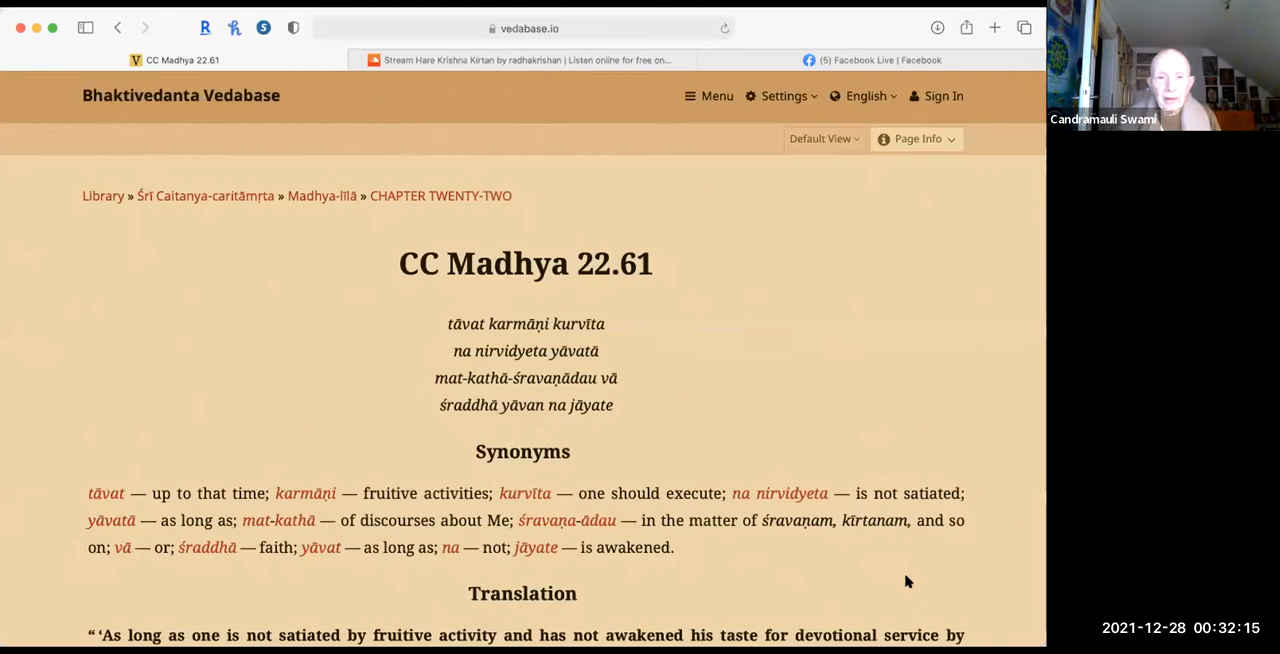 vedabase.io
CC Madhya 22.61
Stream Hare Krishna Kirtan by radhakrishan | Listen online for free on...
(5) Facebook Live | Facebook
Bhaktivedanta Vedabase
Menu
Settings
English
Sign In
Default View
Page Info
Library » Śrī Caitanya-caritāmṛta » Madhya-līlā » CHAPTER TWENTY-TWO
CC Madhya 22.61
tāvat karmāṇi kurvīta
na nirvidyeta yāvatā
mat-kathā-śravaṇādau vā
śraddhā yāvan na jāyate
Synonyms
tāvat — up to that time; karmāṇi — fruitive activities; kurvīta — one should execute; na nirvidyeta — is not satiated;
yāvatā — as long as; mat-kathā — of discourses about Me; śravaṇa-ādau — in the matter of śravaṇam, kīrtanam, and so
on; vā — or; śraddhā — faith; yāvat — as long as; na — not; jāyate — is awakened.
Translation
“ ‘As long as one is not satiated by fruitive activity and has not awakened his taste for devotional service by
Candramauli Swami
2021-12-28 00:32:15